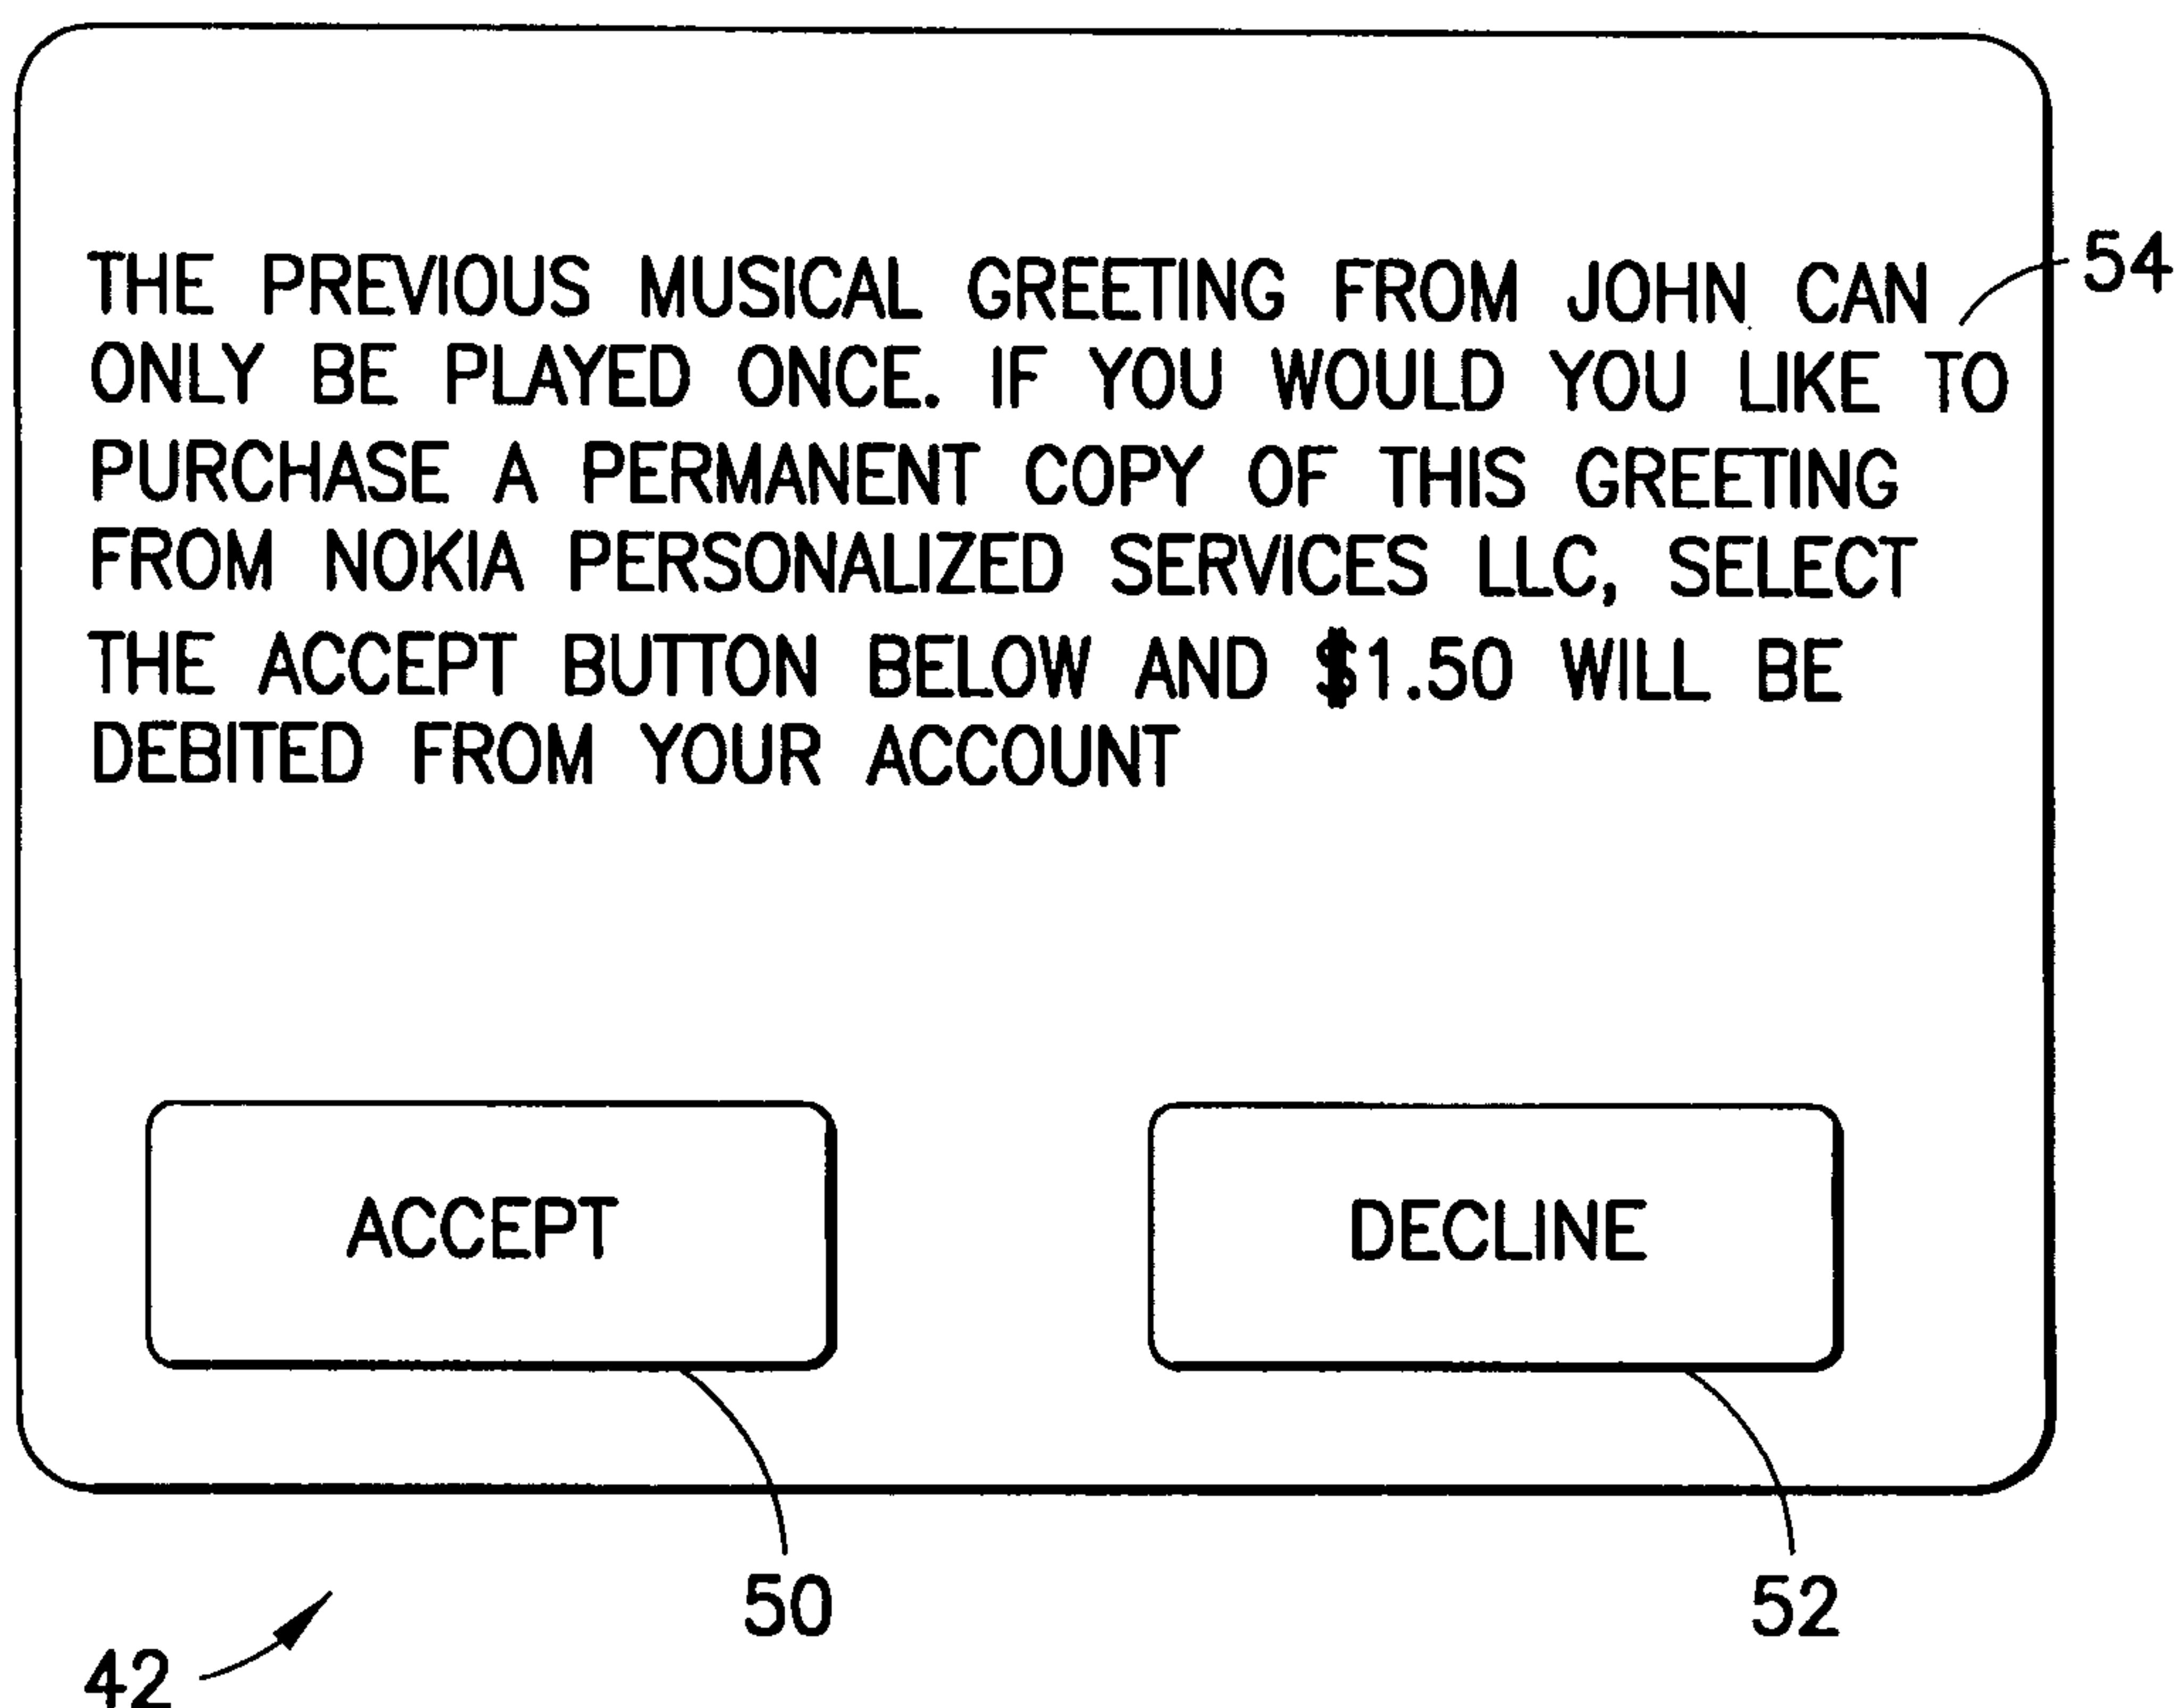 THE PREVIOUS MUSICAL GREETING FROM JOHN CAN
54
ONLY BE PLAYED ONCE. IF YOU WOULD YOU LIKE TO
PURCHASE A PERMANENT COPY OF THIS GREETING
FROM NOKIA PERSONALIZED SERVICES LLC, SELECT
THE ACCEPT BUTTON BELOW AND $1.50 WILL BE
DEBITED FROM YOUR ACCOUNT
ACCEPT DECLINE
50 52
42